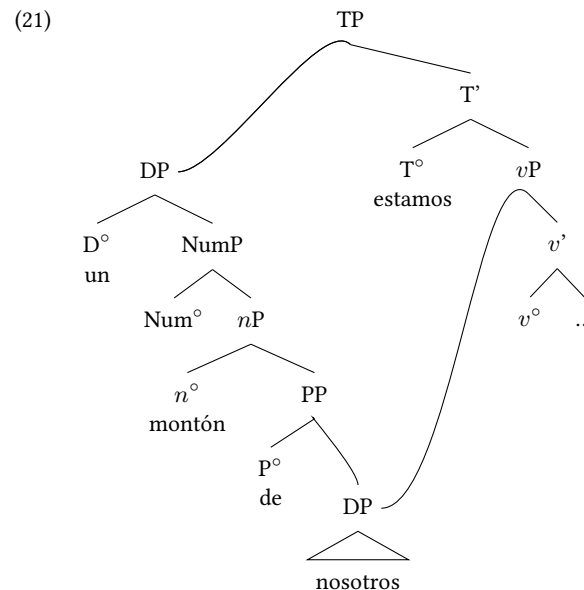 (21) TP
T’
DP T° vP
estamos
D° NumP v’
un
Num° nP v° ..
n° PP
montón
P°
de
DP
nosotros